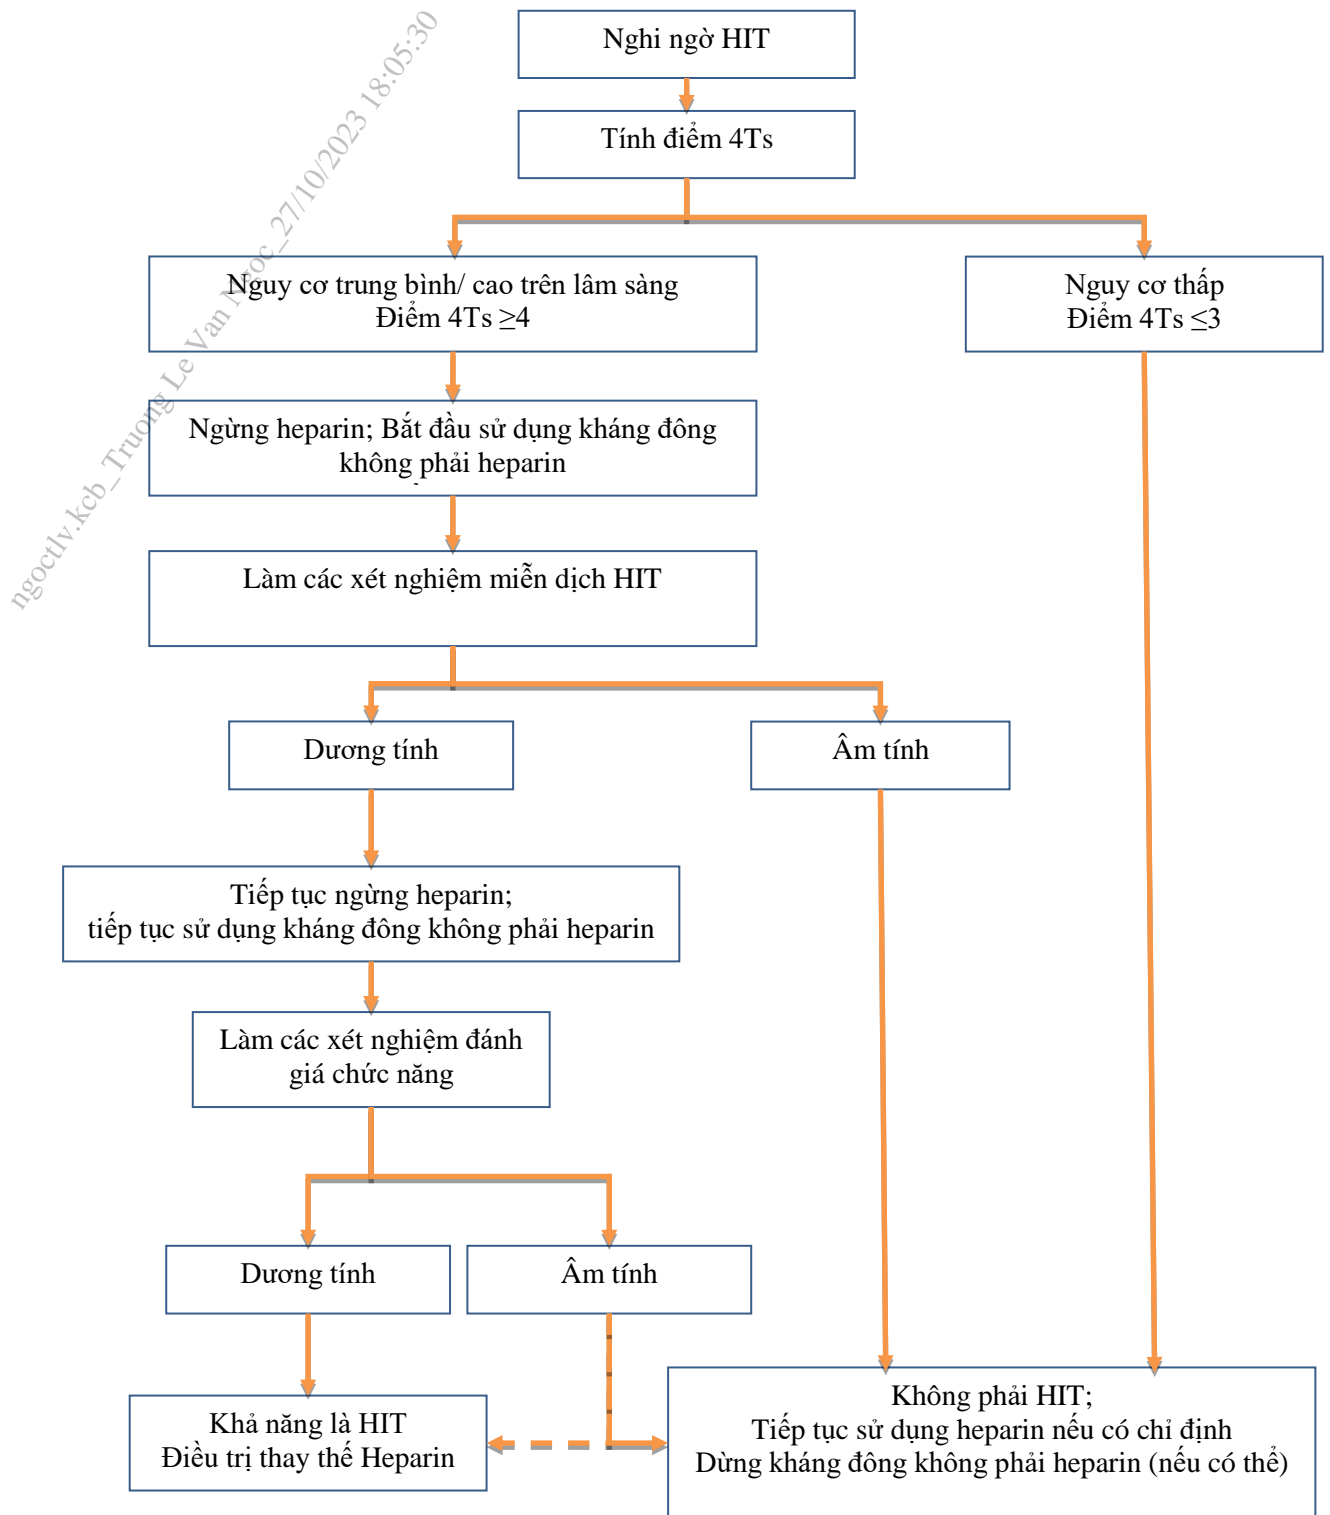 Nghi ngờ HIT
Tính điểm 4Ts
Nguy cơ trung bình/ cao trên lâm sàng
Điểm 4Ts ≥4
Nguy cơ thấp
Điểm 4Ts ≤3
Ngừng heparin; Bắt đầu sử dụng kháng đông
không phải heparin
Làm các xét nghiệm miễn dịch HIT
Dương tính
Âm tính
Tiếp tục ngừng heparin;
tiếp tục sử dụng kháng đông không phải heparin
Làm các xét nghiệm đánh
giá chức năng
Dương tính
Âm tính
Khả năng là HIT
Điều trị thay thế Heparin
Không phải HIT;
Tiếp tục sử dụng heparin nếu có chỉ định
Dừng kháng đông không phải heparin (nếu có thể)
ngoctlv.kcb_Truong Le Van Ngoc_27/10/2023 18:05:30